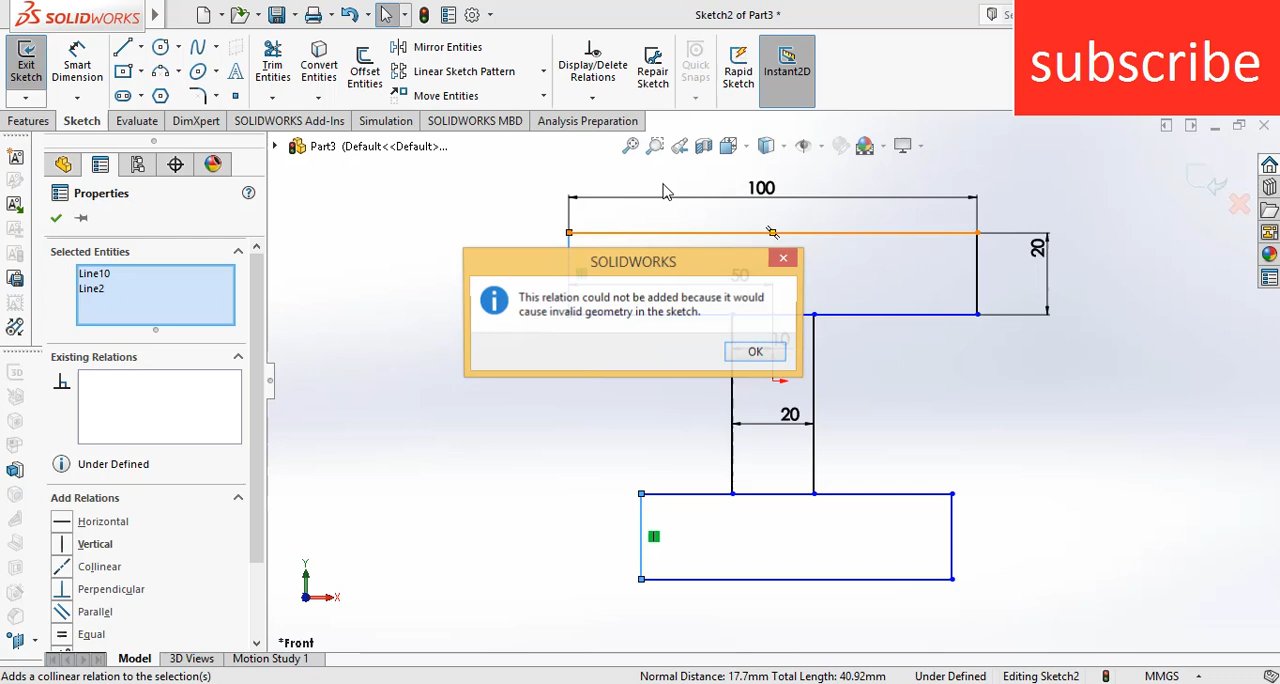 SOLIDWORKS
Sketch2 of Part3 *
subscribe
Exit Sketch
Smart Dimension
Trim Entities
Convert Entities
Offset Entities
Mirror Entities
Linear Sketch Pattern
Move Entities
Display/Delete Relations
Repair Sketch
Quick Snaps
Rapid Sketch
Instant2D
Features
Sketch
Evaluate
DimXpert
SOLIDWORKS Add-Ins
Simulation
SOLIDWORKS MBD
Analysis Preparation
Part3 (Default<<Default>...
Properties
Selected Entities
Line10
Line2
Existing Relations
Under Defined
Add Relations
Horizontal
Vertical
Collinear
Perpendicular
Parallel
Equal
100
20
50
SOLIDWORKS
This relation could not be added because it would
cause invalid geometry in the sketch.
OK
10
20
Y
X
*Front
3D
Model
3D Views
Motion Study 1
Adds a collinear relation to the selection(s)
Normal Distance: 17.7mm Total Length: 40.92mm
Under Defined
Editing Sketch2
MMGS